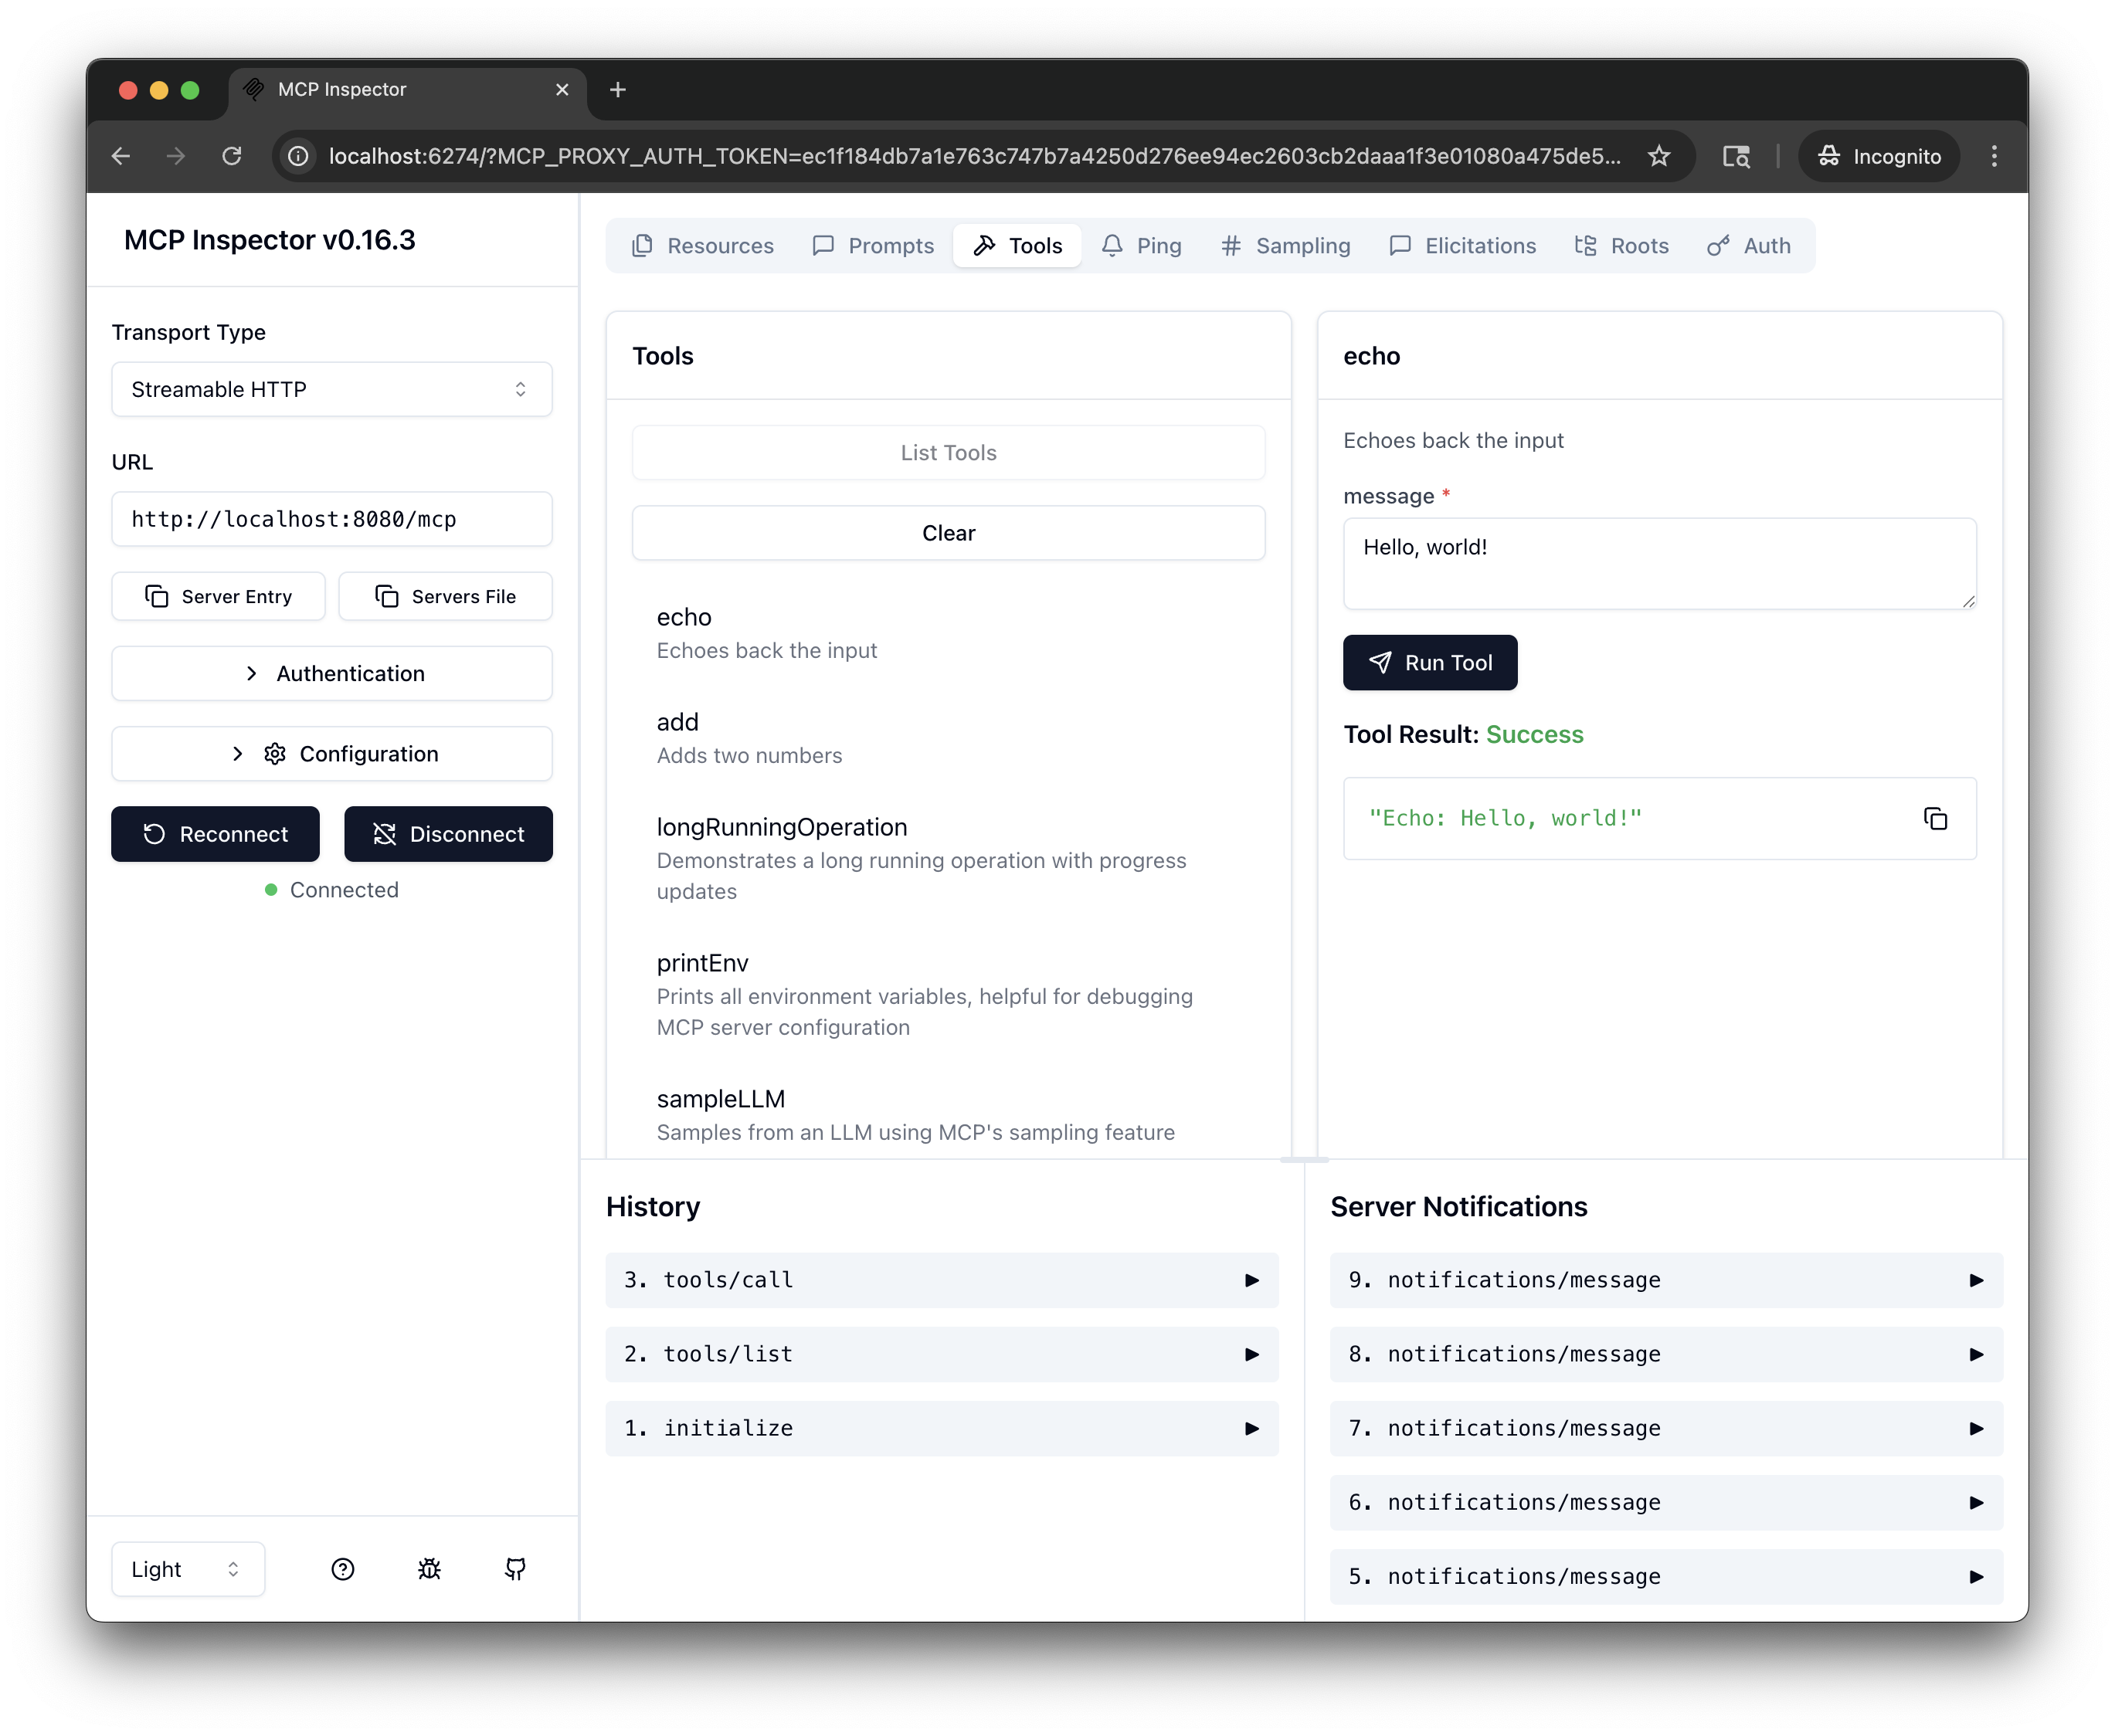 MCP Inspector
localhost:6274/?MCP_PROXY_AUTH_TOKEN=ec1f184db7a1e763c747b7a4250d276ee94ec2603cb2daaa1f3e01080a475de5...
Incognito
MCP Inspector v0.16.3
Transport Type
Streamable HTTP
URL
http://localhost:8080/mcp
Server Entry
Servers File
Authentication
Configuration
Reconnect
Disconnect
Connected
Light
Resources
Prompts
Tools
Ping
Sampling
Elicitations
Roots
Auth
Tools
List Tools
Clear
echo
Echoes back the input
add
Adds two numbers
longRunningOperation
Demonstrates a long running operation with progress
updates
printEnv
Prints all environment variables, helpful for debugging
MCP server configuration
sampleLLM
Samples from an LLM using MCP's sampling feature
echo
Echoes back the input
message *
Hello, world!
Run Tool
Tool Result: Success
"Echo: Hello, world!"
History
3. tools/call
2. tools/list
1. initialize
Server Notifications
9. notifications/message
8. notifications/message
7. notifications/message
6. notifications/message
5. notifications/message